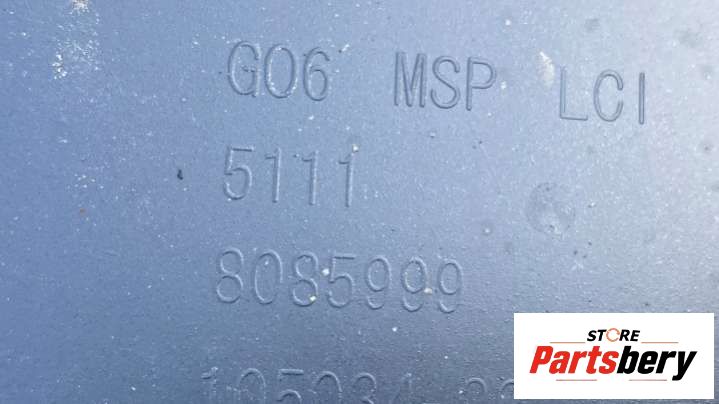 G06 MSP LCI
5111
8085999
STORE
Partsbery